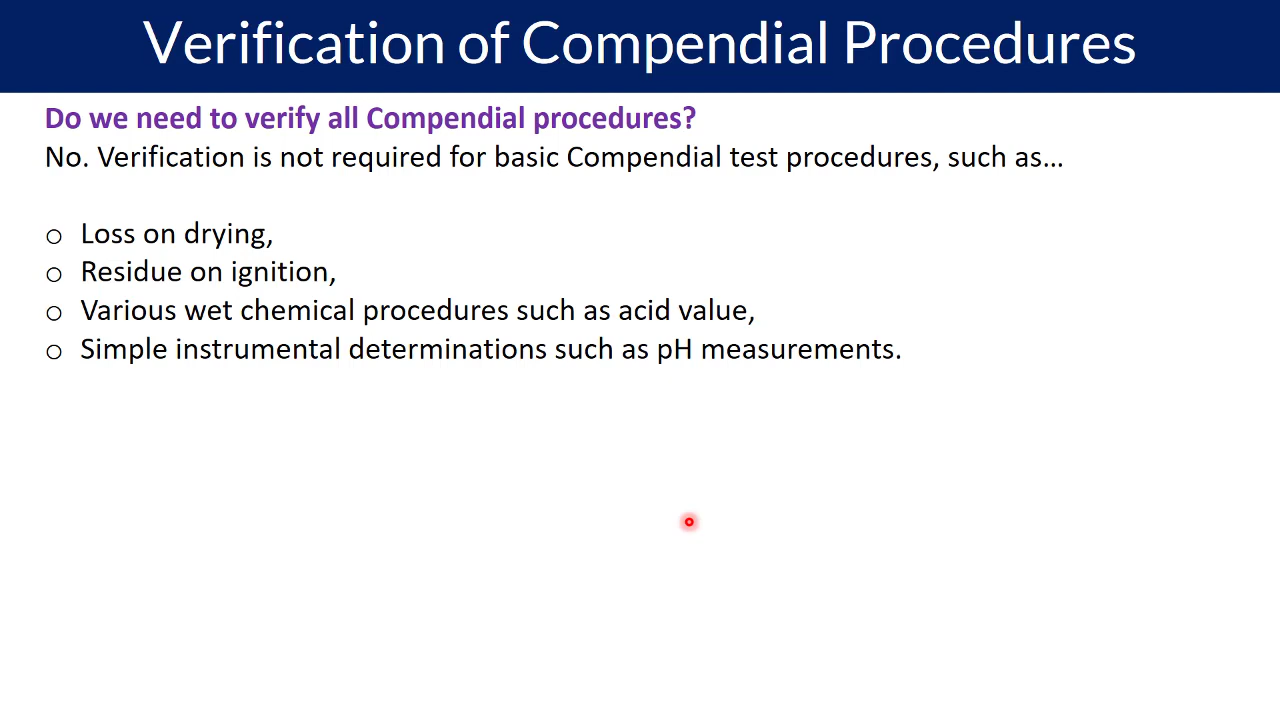 Verification of Compendial Procedures
Do we need to verify all Compendial procedures?
No. Verification is not required for basic Compendial test procedures, such as...
o Loss on drying,
o Residue on ignition,
o Various wet chemical procedures such as acid value,
o Simple instrumental determinations such as pH measurements.